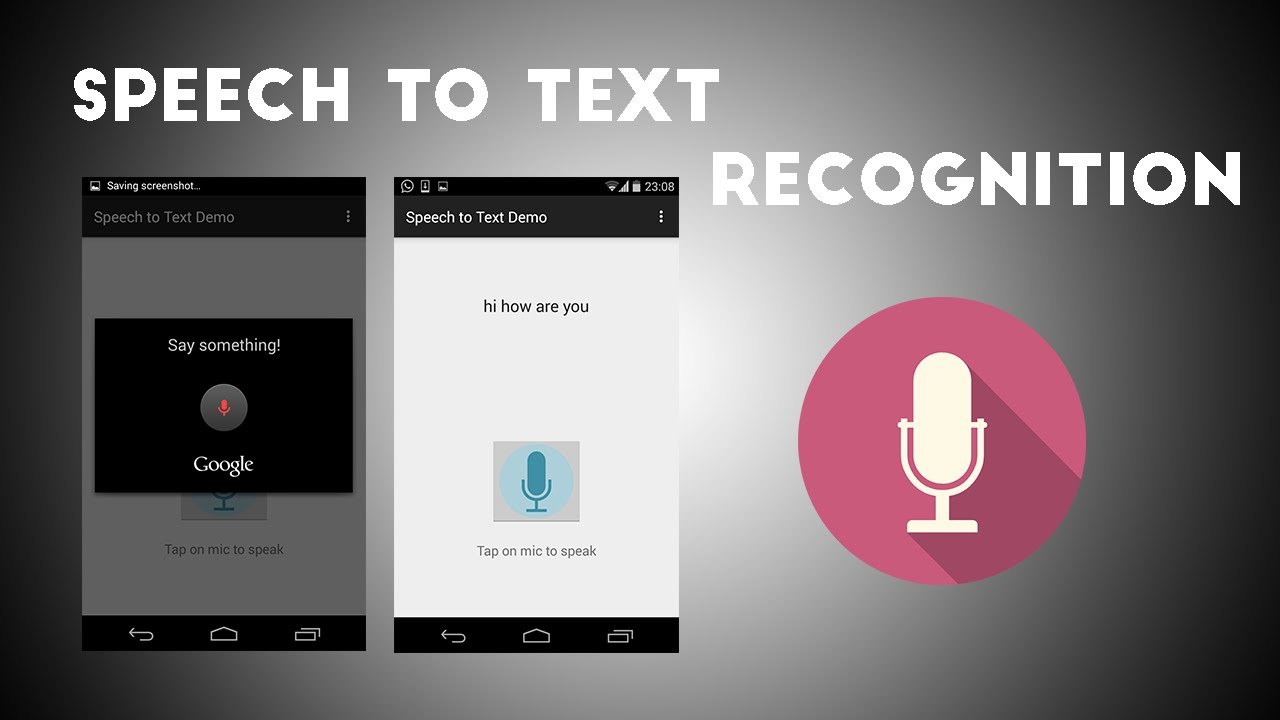 SPEECH TO TEXT
RECOGNITION
Saving screenshot...
Speech to Text Demo
Say something!
Google
Tap on mic to speak
23:08
Speech to Text Demo
hi how are you
Tap on mic to speak